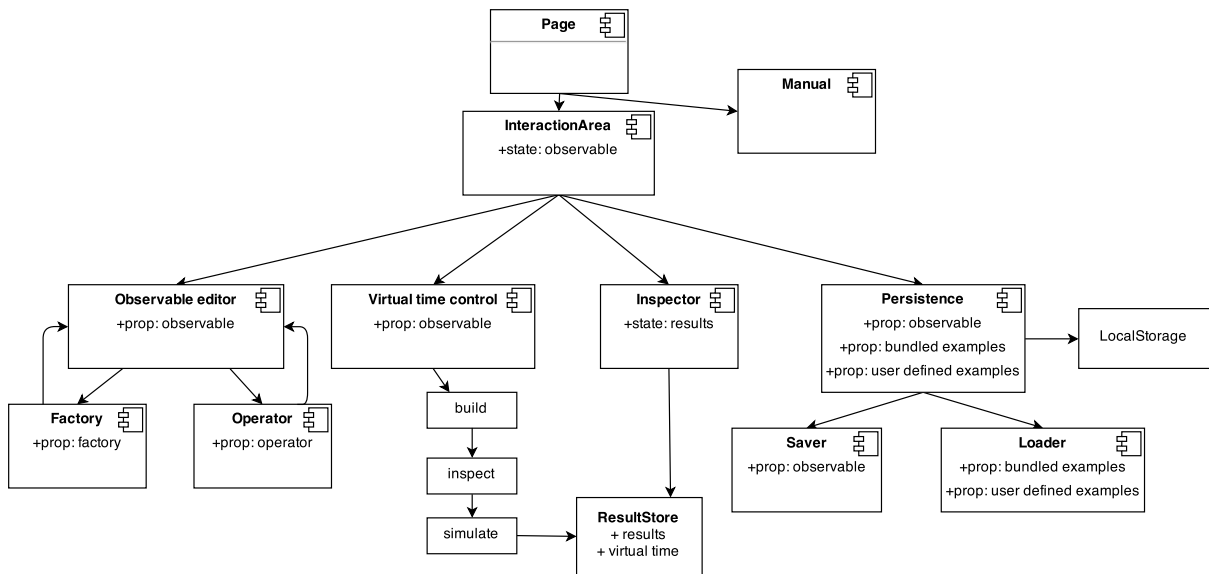 Page
Manual
InteractionArea
+state: observable
Observable editor
+prop: observable
Virtual time control
+prop: observable
Inspector
+state: results
Persistence
+prop: observable
+prop: bundled examples
+prop: user defined examples
LocalStorage
Factory
+prop: factory
Operator
+prop: operator
build
inspect
simulate
ResultStore
+ results
+ virtual time
Saver
+prop: observable
Loader
+prop: bundled examples
+prop: user defined examples